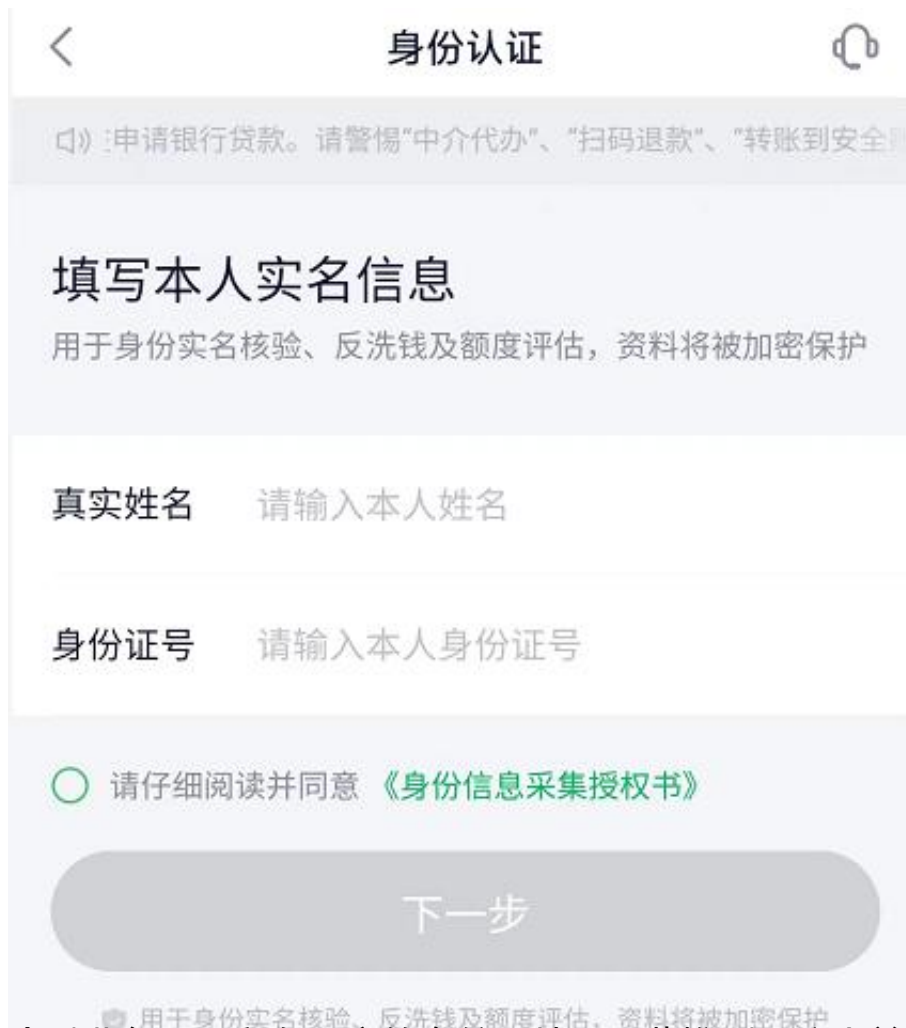 身份认证
:申请银行贷款。请警惕“中介代办”、“扫码退款”、“转账到安全
填写本人实名信息
用于身份实名核验、反洗钱及额度评估，资料将被加密保护
真实姓名 请输入本人姓名
身份证号 请输入本人身份证号
请仔细阅读并同意 《身份信息采集授权书》
下一步
用于身份实名核验、反洗钱及额度评估，资料将被加密保护